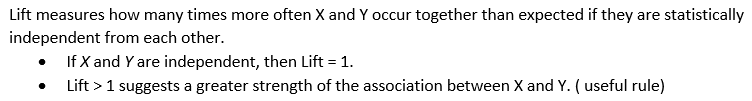 Lift measures how many times more often X and Y occur together than expected if they are statistically
independent from each other.
• If X and Y are independent, then Lift = 1.
• Lift > 1 suggests a greater strength of the association between X and Y. ( useful rule)